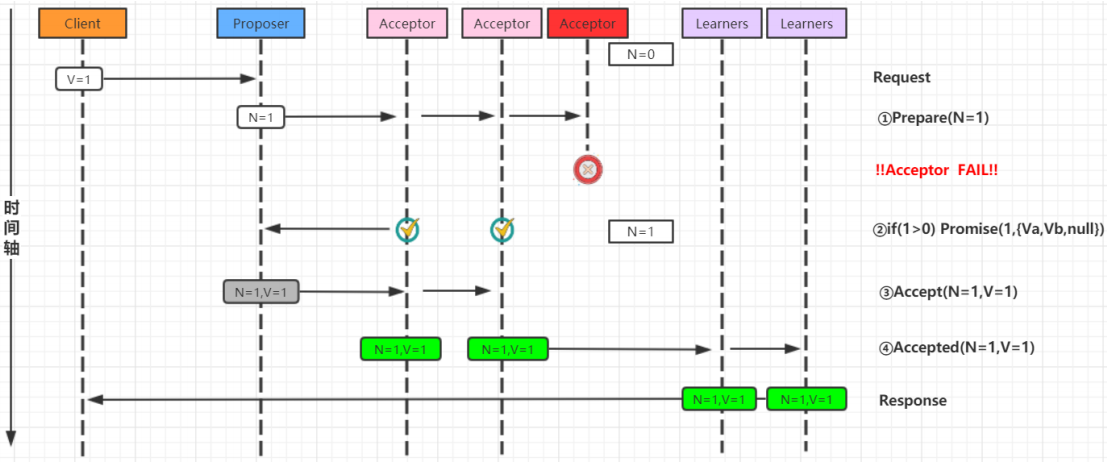 Client
Proposer
Acceptor
Acceptor
Acceptor
Learners
Learners
N=0
V=1
Request
N=1
①Prepare(N=1)
!!Acceptor FAIL!!
时间轴
N=1
②if(1>0) Promise(1,{Va,Vb,null})
N=1,V=1
③Accept(N=1,V=1)
N=1,V=1
N=1,V=1
④Accepted(N=1,V=1)
N=1,V=1
N=1,V=1
Response